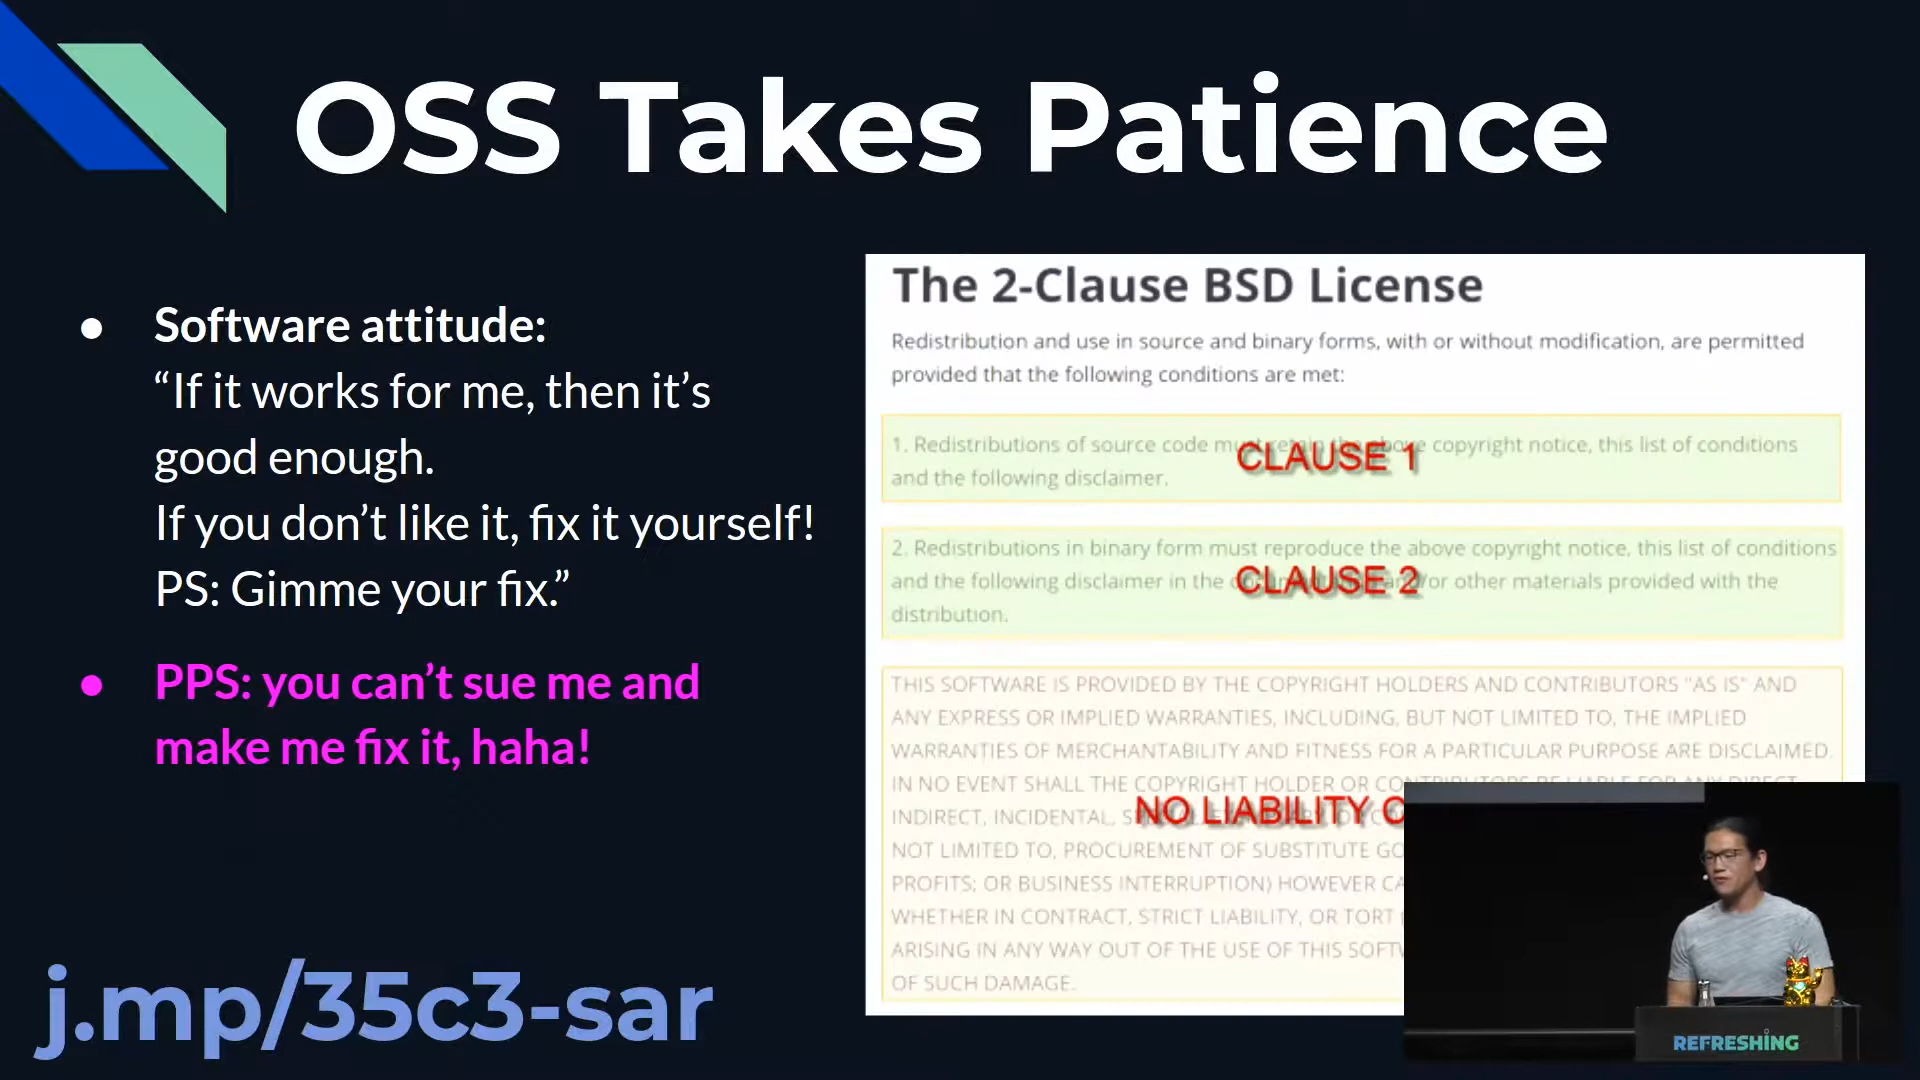 OSS Takes Patience
● Software attitude:
“If it works for me, then it’s
good enough.
If you don’t like it, fix it yourself!
PS: Gimme your fix.”
● PPS: you can’t sue me and
make me fix it, haha!
j.mp/35c3-sar
The 2-Clause BSD License
Redistribution and use in source and binary forms, with or without modification, are permitted
provided that the following conditions are met:
1. Redistributions of source code must retain the above copyright notice, this list of conditions
and the following disclaimer.
CLAUSE 1
2. Redistributions in binary form must reproduce the above copyright notice, this list of conditions
and the following disclaimer in the and/or other materials provided with the
distribution.
CLAUSE 2
THIS SOFTWARE IS PROVIDED BY THE COPYRIGHT HOLDERS AND CONTRIBUTORS "AS IS" AND
ANY EXPRESS OR IMPLIED WARRANTIES, INCLUDING, BUT NOT LIMITED TO, THE IMPLIED
WARRANTIES OF MERCHANTABILITY AND FITNESS FOR A PARTICULAR PURPOSE ARE DISCLAIMED.
IN NO EVENT SHALL THE COPYRIGHT HOLDER OR CONTRIBUTORS BE LIABLE FOR ANY DIRECT,
INDIRECT, INCIDENTAL,
NO LIABILITY
NOT LIMITED TO, PROCUREMENT OF SUBSTITUTE
PROFITS; OR BUSINESS INTERRUPTION) HOWEVER
WHETHER IN CONTRACT, STRICT LIABILITY, OR TORT
ARISING IN ANY WAY OUT OF THE USE OF THIS
OF SUCH DAMAGE.
REFRESHING